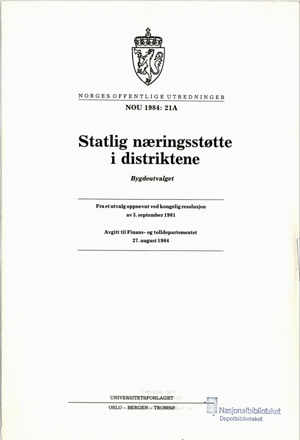 NORGES OFFENTLIGE UTREDNINGER
NOU 1984: 21A
Statlig næringsstøtte
i distriktene
Bygdeutvalget
Fra et utvalg oppnevnt ved kongelig resolusjon
av 3. september 1981
Avgitt til Finans- og tolldepartementet
27. august 1984
UNIVERSITETSFORLAGET
OSLO – BERGEN – TROMSØ
Nasjonalbiblioteket
Depotbiblioteket